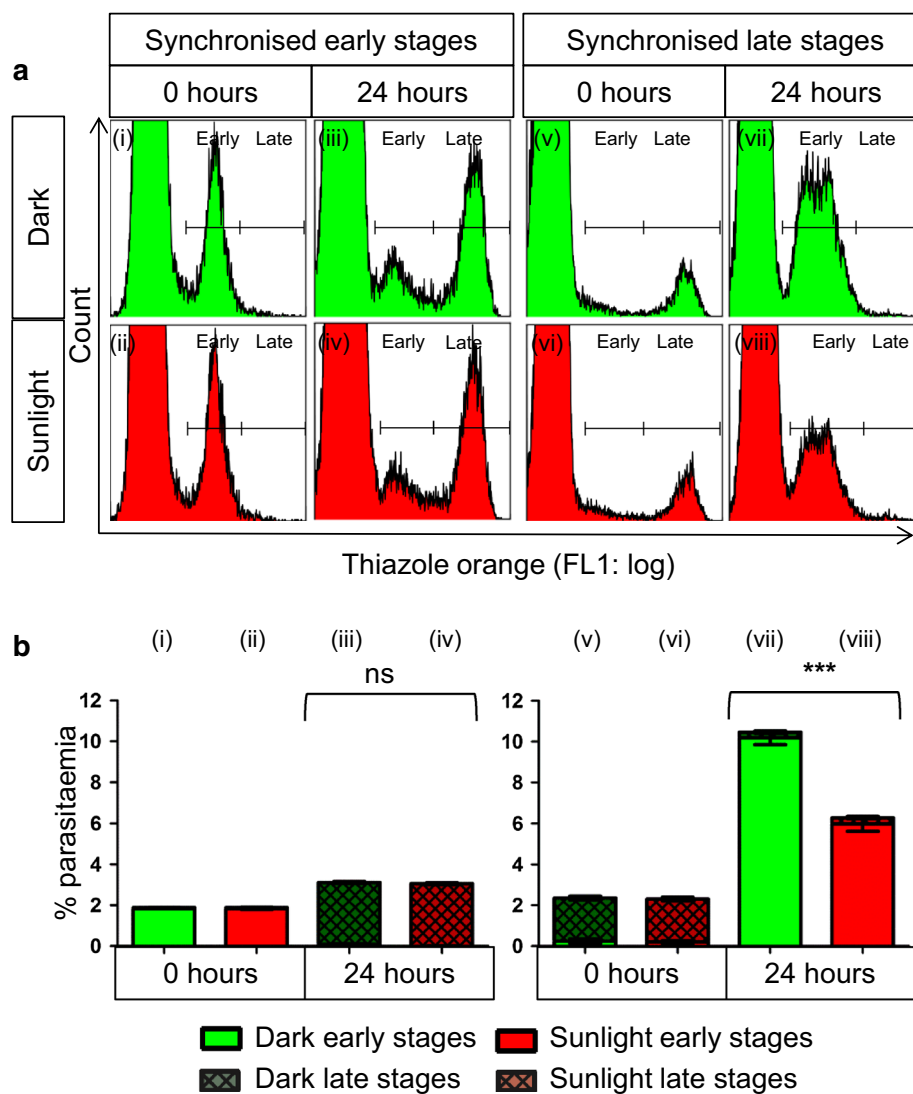 a
Synchronised early stages
Synchronised late stages
0 hours
24 hours
0 hours
24 hours
Dark
Sunlight
Count
(i) Early Late
(iii) Early Late
(v) Early Late
(vii) Early Late
(ii) Early Late
(iv) Early Late
(vi) Early Late
(viii) Early Late
Thiazole orange (FL1: log)
b
(i) (ii) (iii) (iv)
(v) (vi) (vii) (viii)
ns
***
% parasitaemia
12
10
8
6
4
2
0
12
10
8
6
4
2
0
0 hours
24 hours
0 hours
24 hours
Dark early stages
Sunlight early stages
Dark late stages
Sunlight late stages